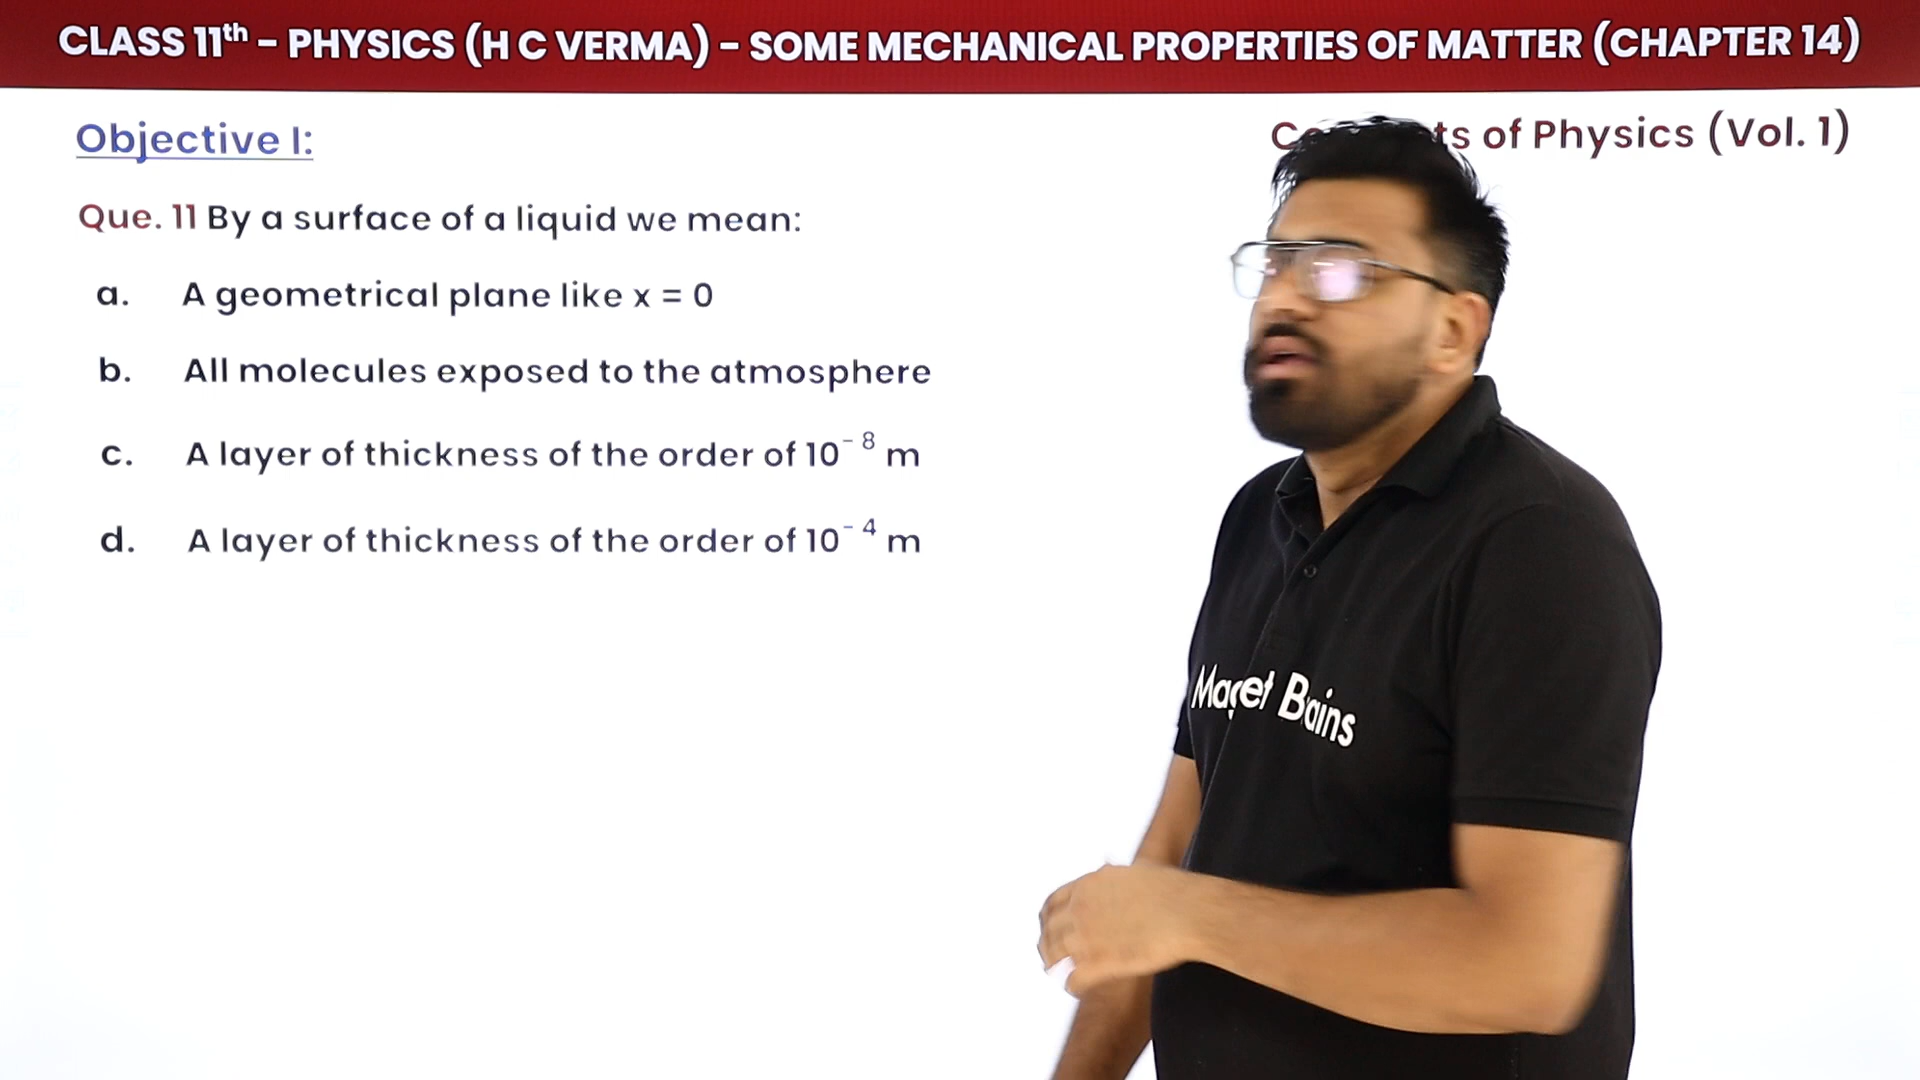 CLASS 11th – PHYSICS (H C VERMA) – SOME MECHANICAL PROPERTIES OF MATTER (CHAPTER 14)
Objective I:
of Physics (Vol. 1)
Que. 11 By a surface of a liquid we mean:
a. A geometrical plane like x = 0
b. All molecules exposed to the atmosphere
c. A layer of thickness of the order of 10⁻⁸ m
d. A layer of thickness of the order of 10⁻⁴ m
Brains